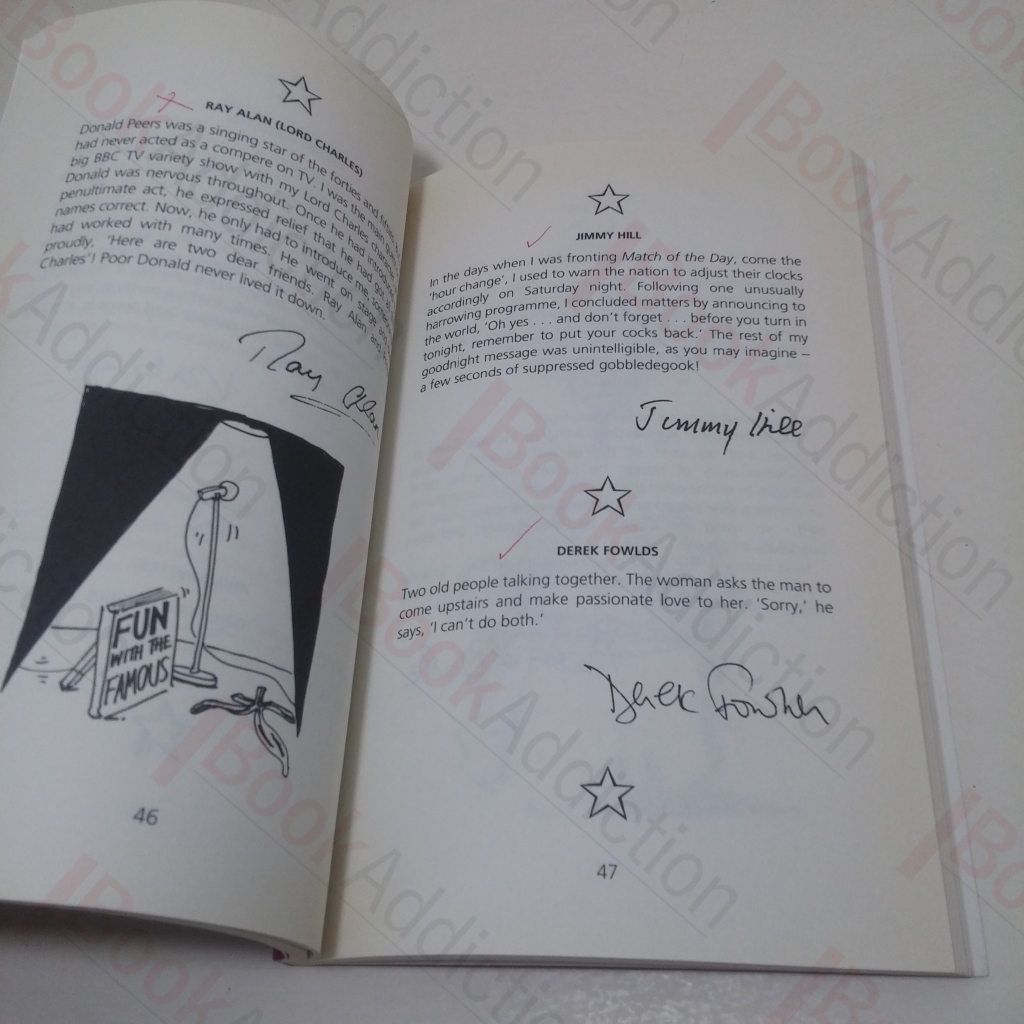 RAY ALAN (LORD CHARLES)
Donald Peers was a singing star of the forties and
had never acted as a compere on TV. I was the main
big BBC TV variety show with my Lord Charles
Donald was nervous throughout. Once he had
penultimate act, he expressed relief that he had got
names correct. Now, he only had to introduce me,
had worked with many times. He went on stage and
proudly, 'Here are two dear friends, Ray Alan and
Charles'! Poor Donald never lived it down.
Ray Alan
FUN
WITH THE
FAMOUS
46
JIMMY HILL
In the days when I was fronting Match of the Day, come the
'hour change', I used to warn the nation to adjust their clocks
accordingly on Saturday night. Following one unusually
harrowing programme, I concluded matters by announcing to
the world, 'Oh yes . . . and don't forget . . . before you turn in
tonight, remember to put your cocks back.' The rest of my
goodnight message was unintelligible, as you may imagine –
a few seconds of suppressed gobbledegook!
Jimmy Hill
DEREK FOWLDS
Two old people talking together. The woman asks the man to
come upstairs and make passionate love to her. 'Sorry,' he
says, 'I can't do both.'
Derek Fowlds
47
BookAddiction